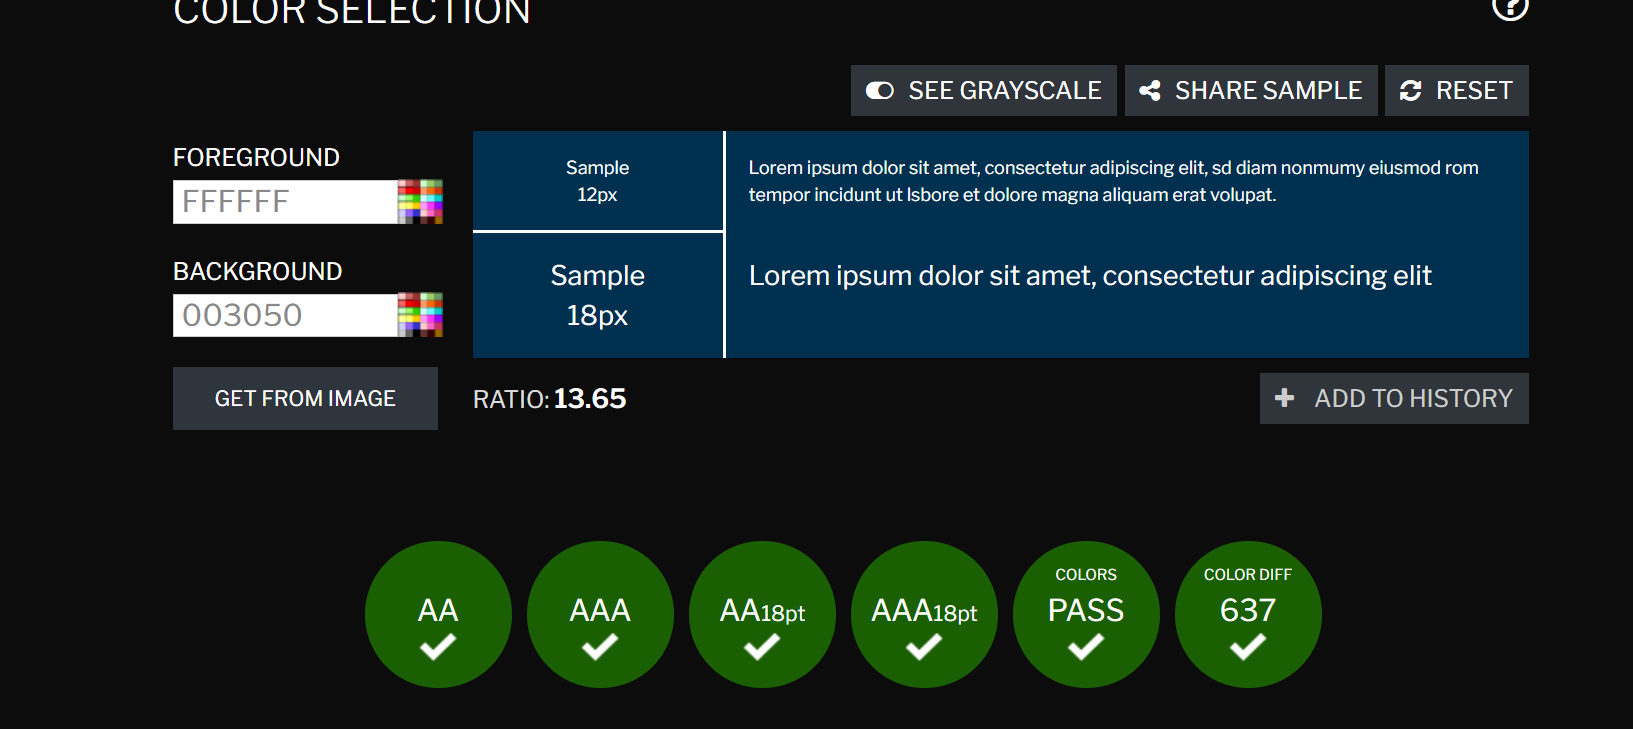 COLOR SELECTION
?
SEE GRAYSCALE
SHARE SAMPLE
RESET
FOREGROUND
FFFFFF
BACKGROUND
003050
GET FROM IMAGE
Sample
12px
Lorem ipsum dolor sit amet, consectetur adipiscing elit, sd diam nonmumy eiusmod rom
tempor incidunt ut lsbore et dolore magna aliquam erat volupat.
Sample
18px
Lorem ipsum dolor sit amet, consectetur adipiscing elit
RATIO: 13.65
ADD TO HISTORY
AA
AAA
AA18pt
AAA18pt
COLORS
PASS
COLOR DIFF
637